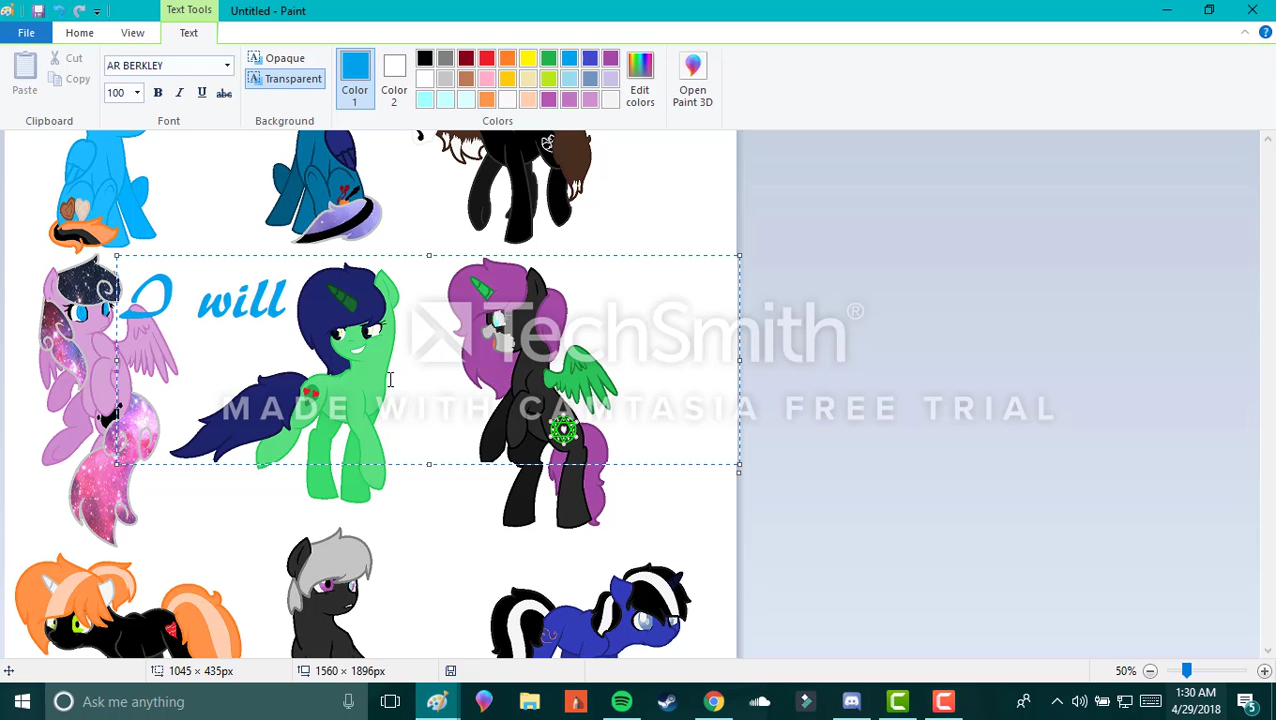 Text Tools
Untitled - Paint
File
Home
View
Text
Paste
Cut
Copy
Clipboard
AR BERKLEY
100
B
I
U
abc
Font
Opaque
Transparent
Background
Color 1
Color 2
Colors
Edit colors
Open Paint 3D
I will
TechSmith®
MADE WITH CAMTASIA FREE TRIAL
1045 × 435px
1560 × 1896px
50%
Ask me anything
1:30 AM
4/29/2018
5